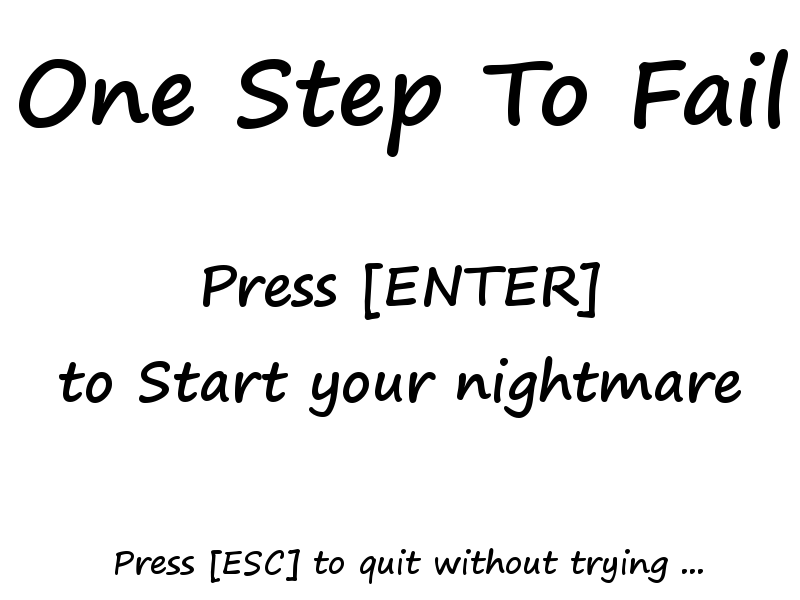 One Step To Fail
Press [ENTER]
to Start your nightmare
Press [ESC] to quit without trying ...